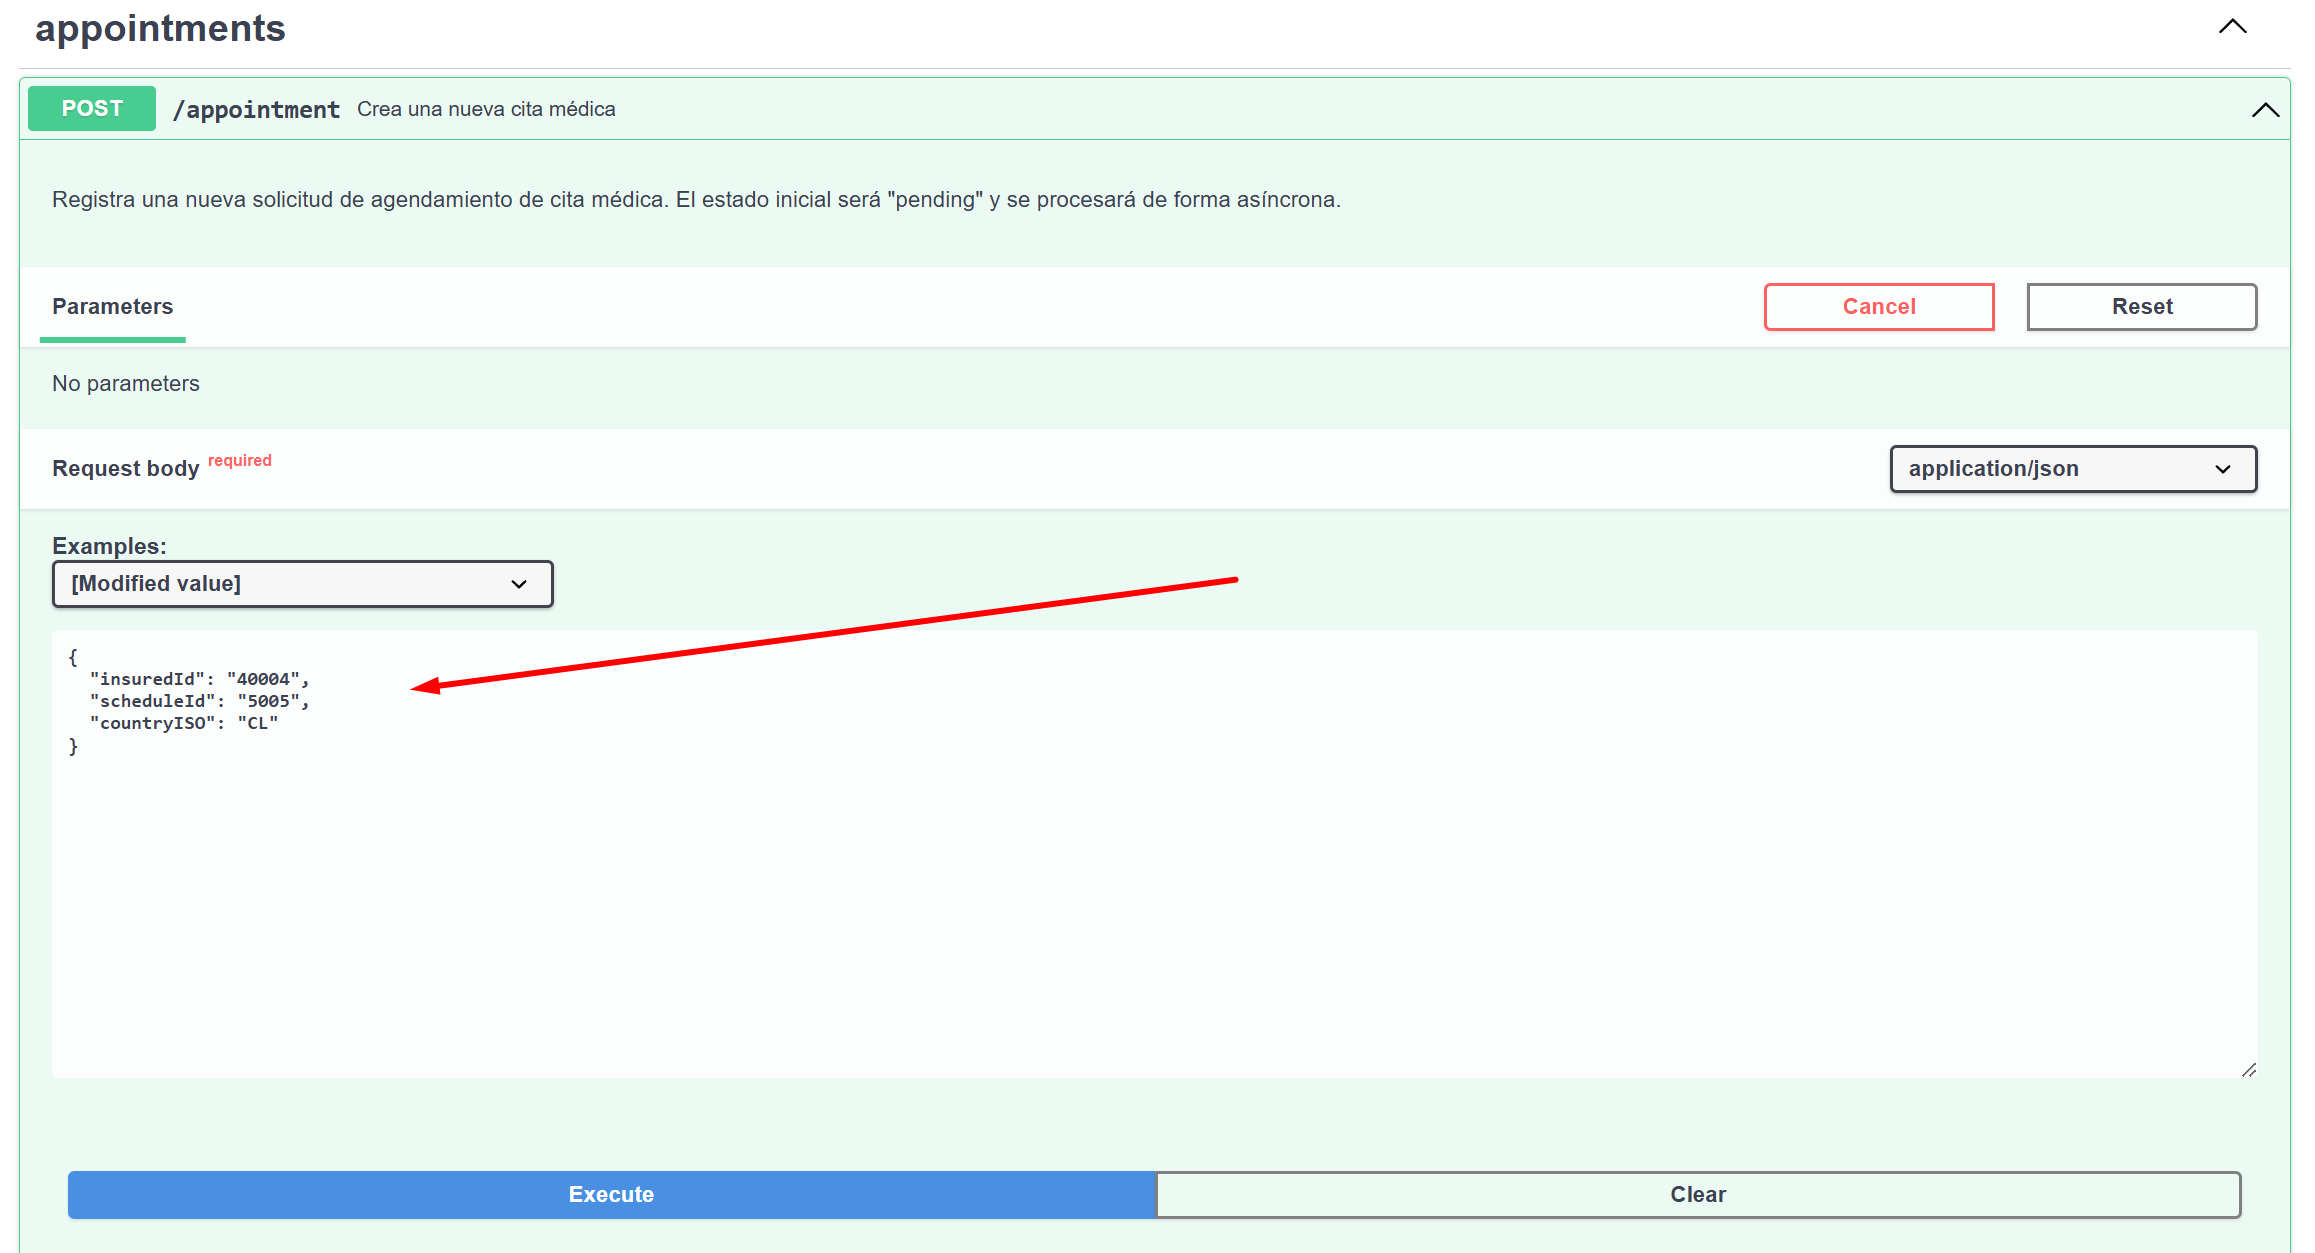 appointments
POST /appointment Crea una nueva cita médica
Registra una nueva solicitud de agendamiento de cita médica. El estado inicial será "pending" y se procesará de forma asíncrona.
Parameters Cancel Reset
No parameters
Request body required application/json
Examples:
[Modified value]
{
  "insuredId": "40004",
  "scheduleId": "5005",
  "countryISO": "CL"
}
Execute Clear